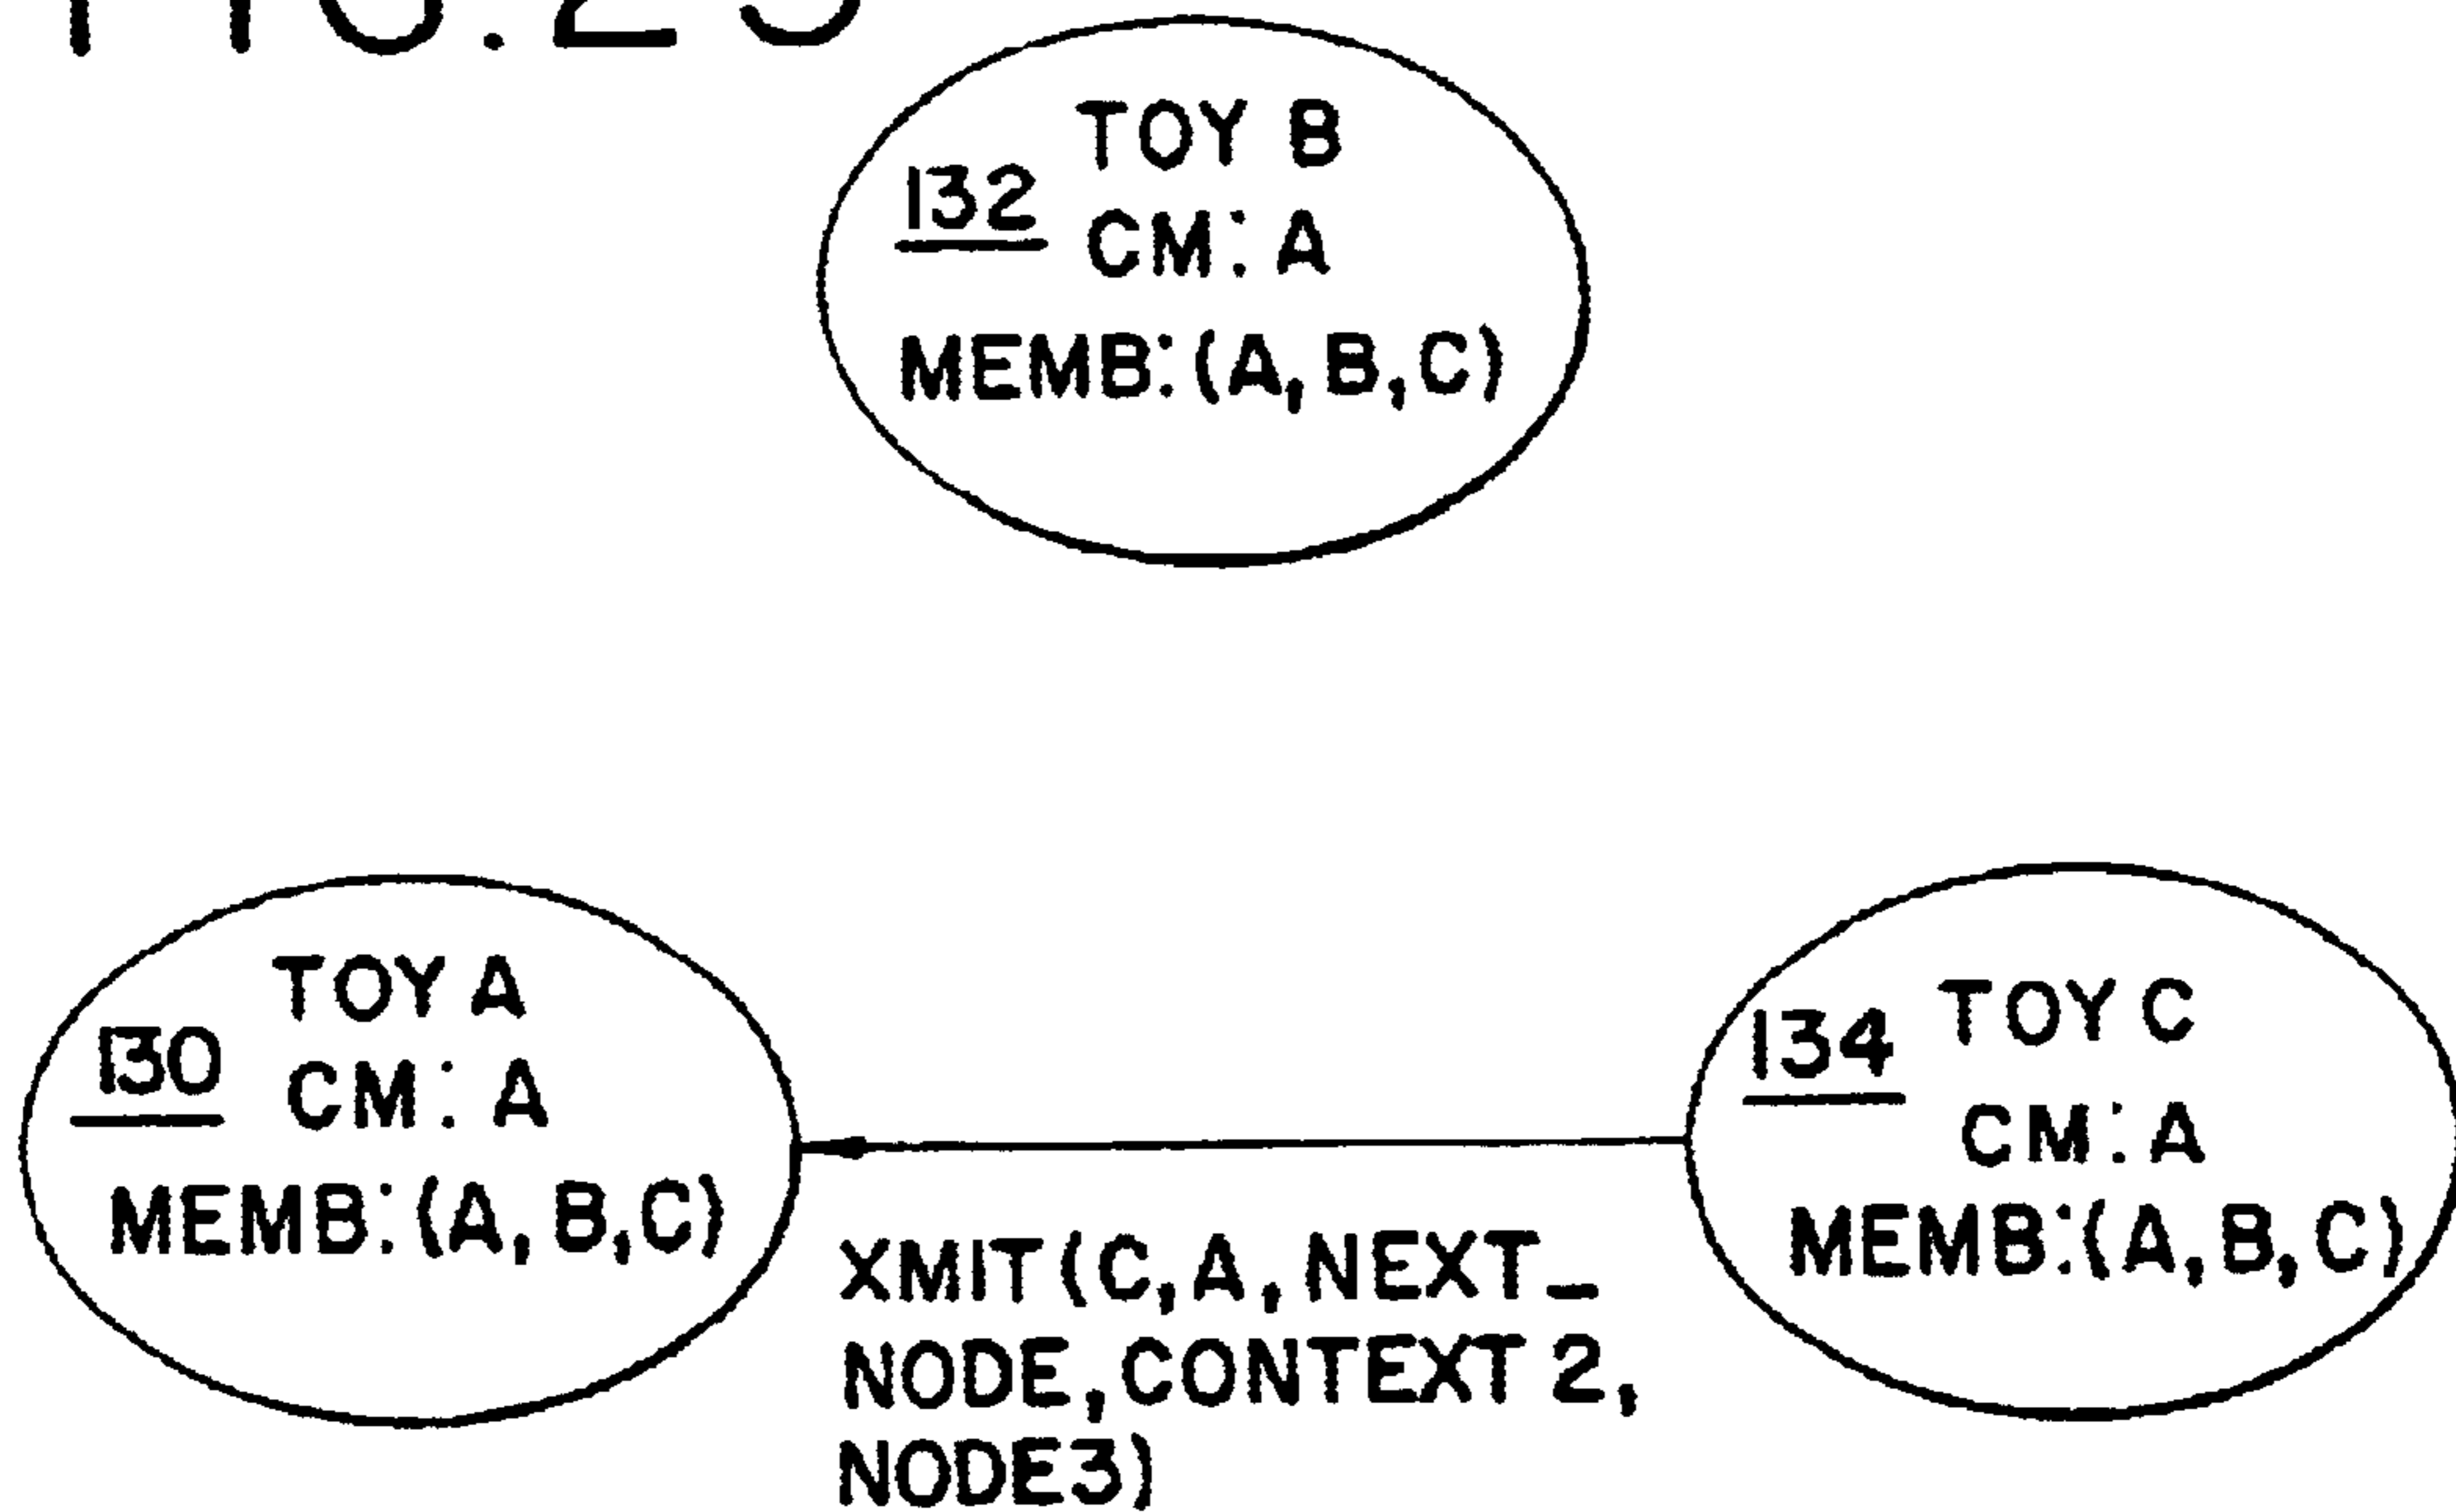 TOY B
132
CM: A
MEMB:(A,B,C)
TOY A
130
CM: A
MEMB:(A,B,C)
XMIT(C,A,NEXT_
NODE,CONTEXT 2,
NODE3)
TOY C
134
CM: A
MEMB:(A,B,C)